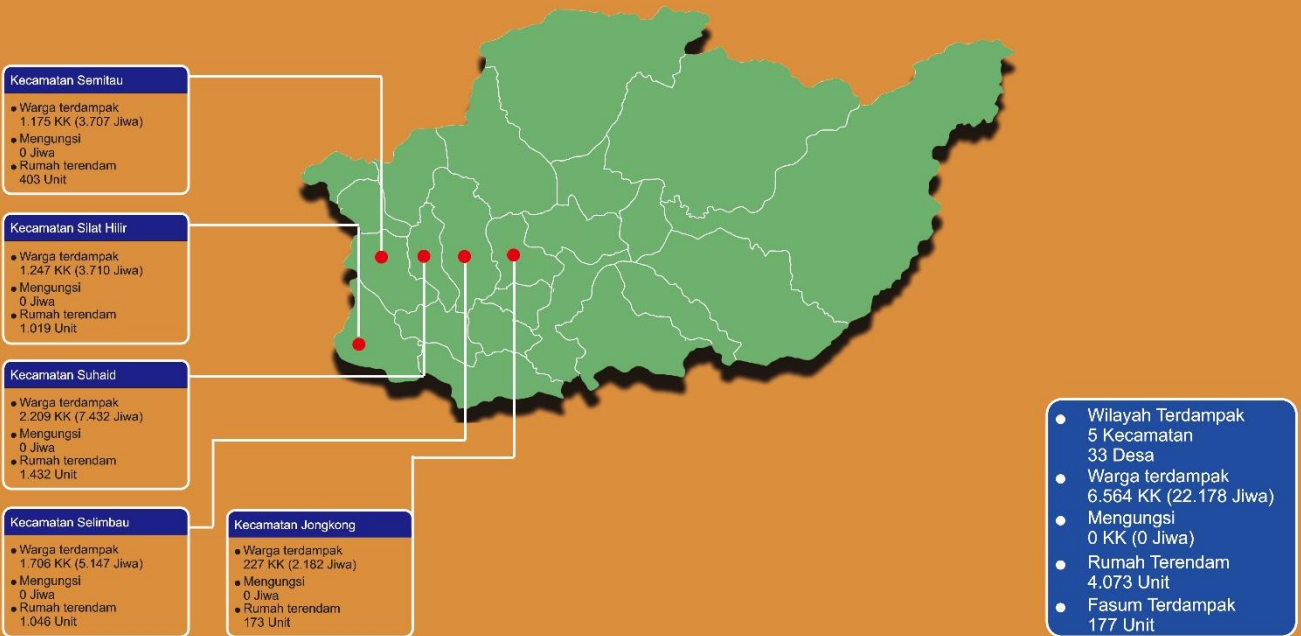 Kecamatan Semitau
Warga terdampak
1.175 KK (3.707 Jiwa)
Mengungsi
0 Jiwa
Rumah terendam
403 Unit
Kecamatan Silat Hilir
Warga terdampak
1.247 KK (3.710 Jiwa)
Mengungsi
0 Jiwa
Rumah terendam
1.019 Unit
Kecamatan Suhaid
Warga terdampak
2.209 KK (7.432 Jiwa)
Mengungsi
0 Jiwa
Rumah terendam
1.432 Unit
Kecamatan Selimbau
Warga terdampak
1.706 KK (5.147 Jiwa)
Mengungsi
0 Jiwa
Rumah terendam
1.046 Unit
Kecamatan Jongkong
Warga terdampak
227 KK (2.182 Jiwa)
Mengungsi
0 Jiwa
Rumah terendam
173 Unit
Wilayah Terdampak
5 Kecamatan
33 Desa
Warga terdampak
6.564 KK (22.178 Jiwa)
Mengungsi
0 KK (0 Jiwa)
Rumah Terendam
4.073 Unit
Fasum Terdampak
177 Unit